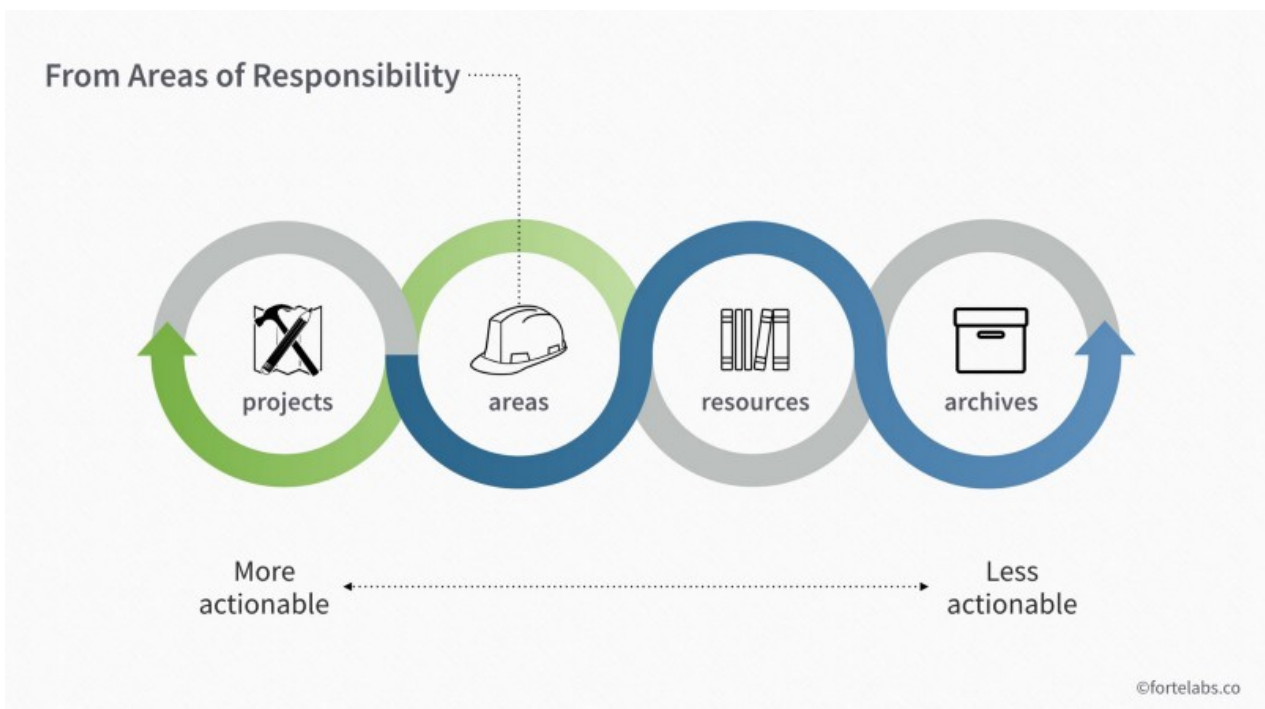 From Areas of Responsibility
projects
areas
resources
archives
More
actionable
Less
actionable
©fortelabs.co